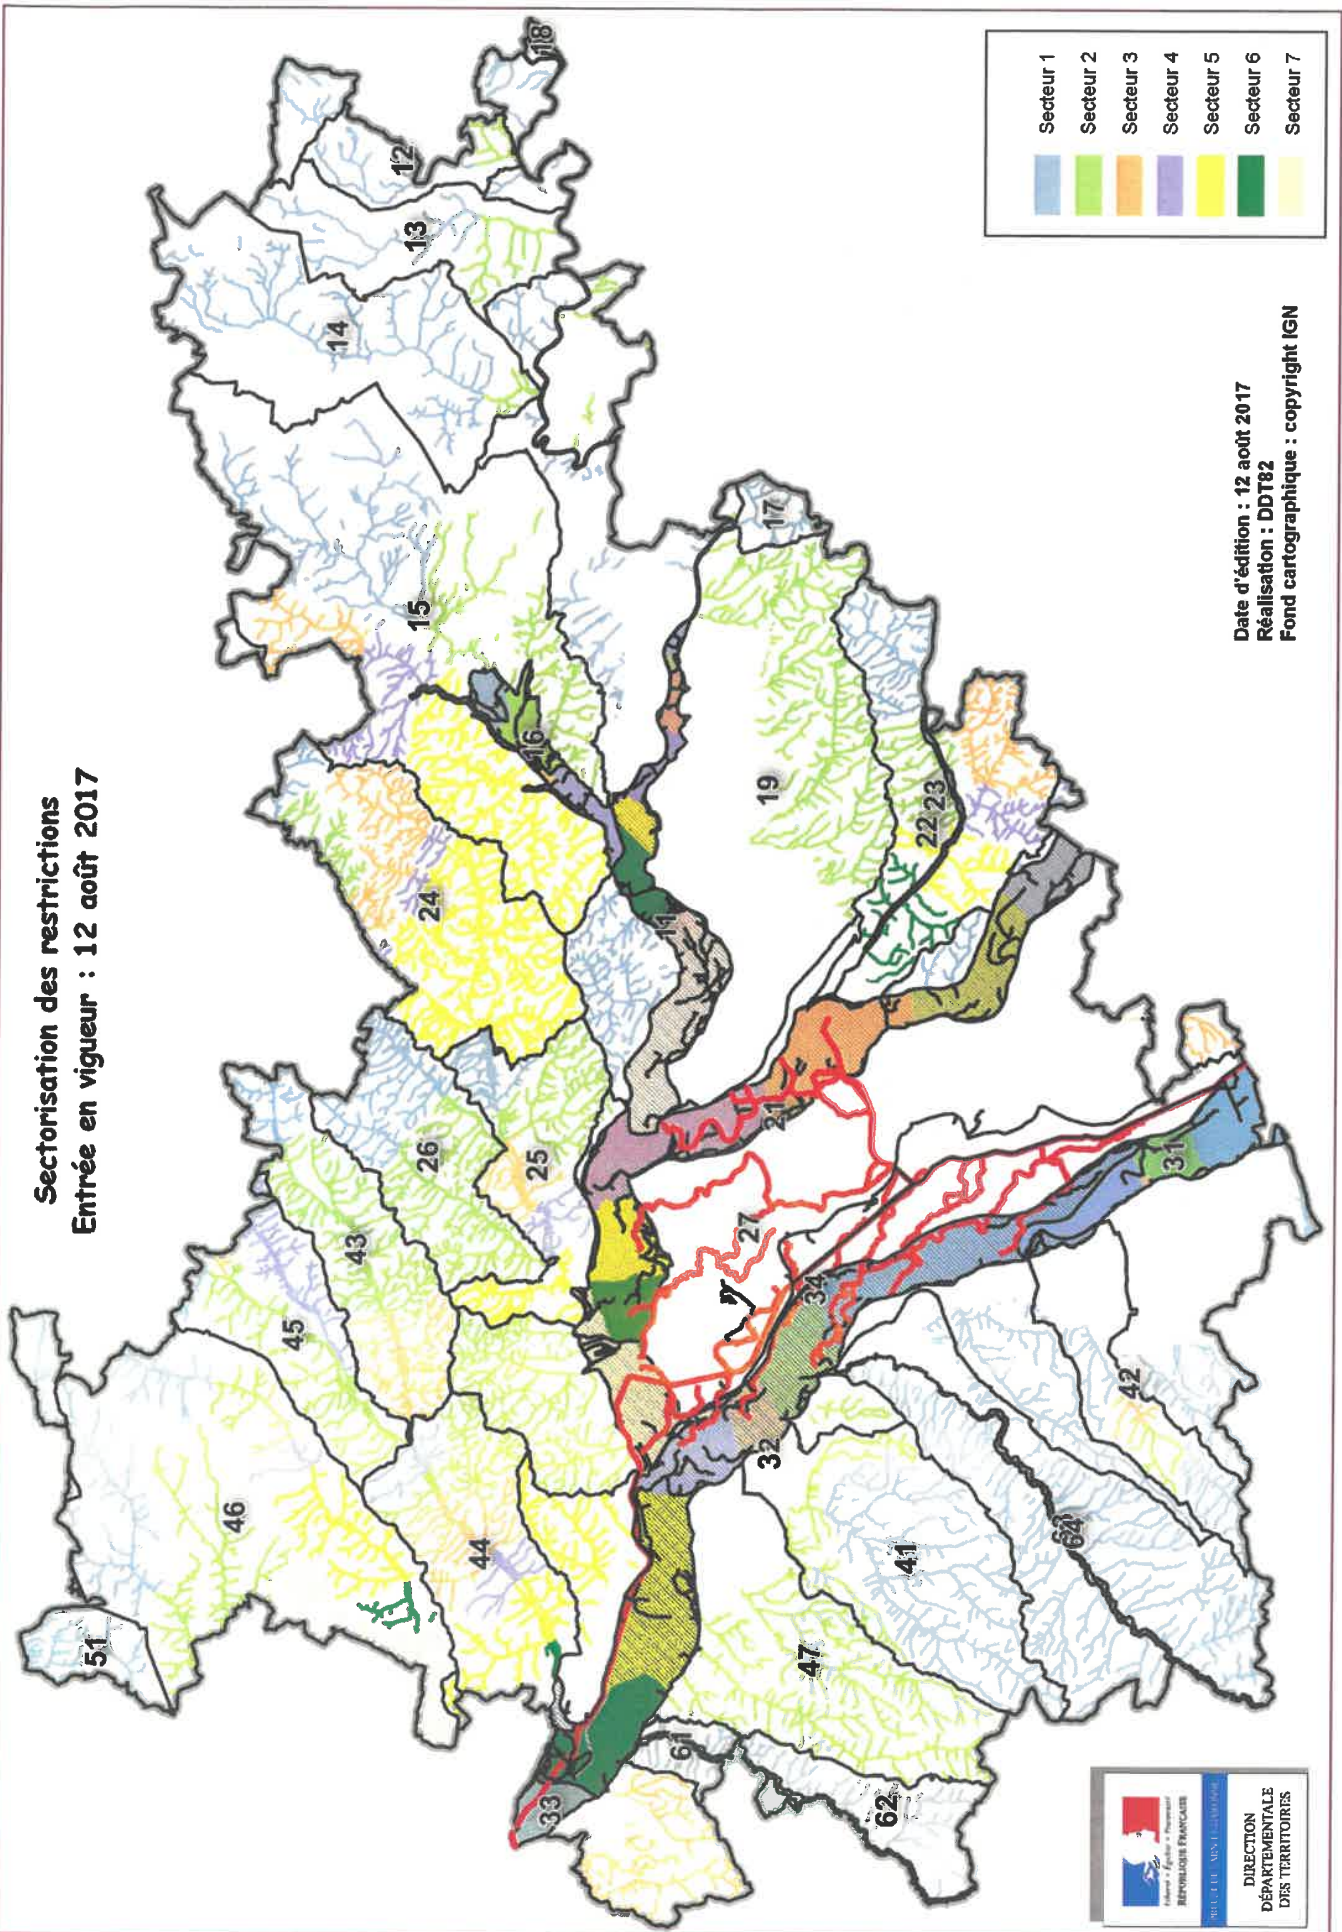 Sectorisation des restrictions
Entrée en vigueur : 12 août 2017
51
46
45
43
44
26
25
24
15
14
13
12
18
16
11
17
19
22
23
21
27
34
31
32
33
61
62
47
41
64
42
Secteur 1
Secteur 2
Secteur 3
Secteur 4
Secteur 5
Secteur 6
Secteur 7
Date d'édition : 12 août 2017
Réalisation : DDT82
Fond cartographique : copyright IGN
RÉPUBLIQUE FRANÇAISE
DIRECTION
DÉPARTEMENTALE
DES TERRITOIRES